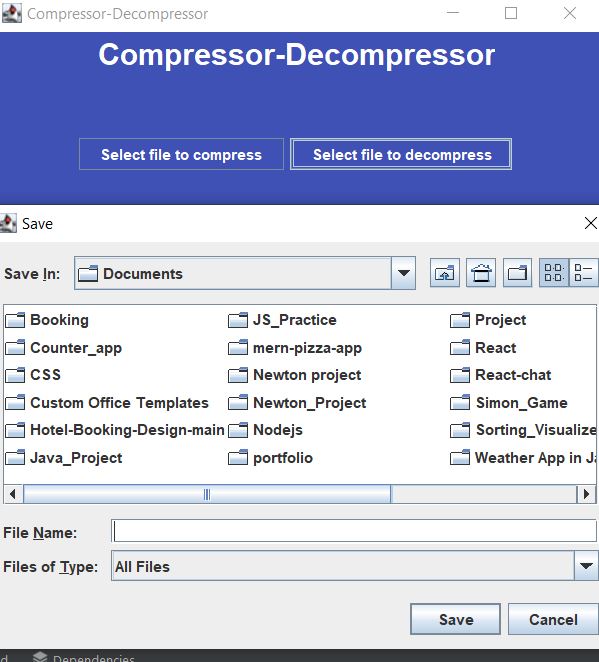 Compressor-Decompressor
Compressor-Decompressor
Select file to compress
Select file to decompress
Save
Save In:
Documents
Booking
Counter_app
CSS
Custom Office Templates
Hotel-Booking-Design-main
Java_Project
JS_Practice
mern-pizza-app
Newton project
Newton_Project
Nodejs
portfolio
Project
React
React-chat
Simon_Game
Sorting_Visualize
Weather App in Ja
File Name:
Files of Type:
All Files
Save
Cancel
Dependencies